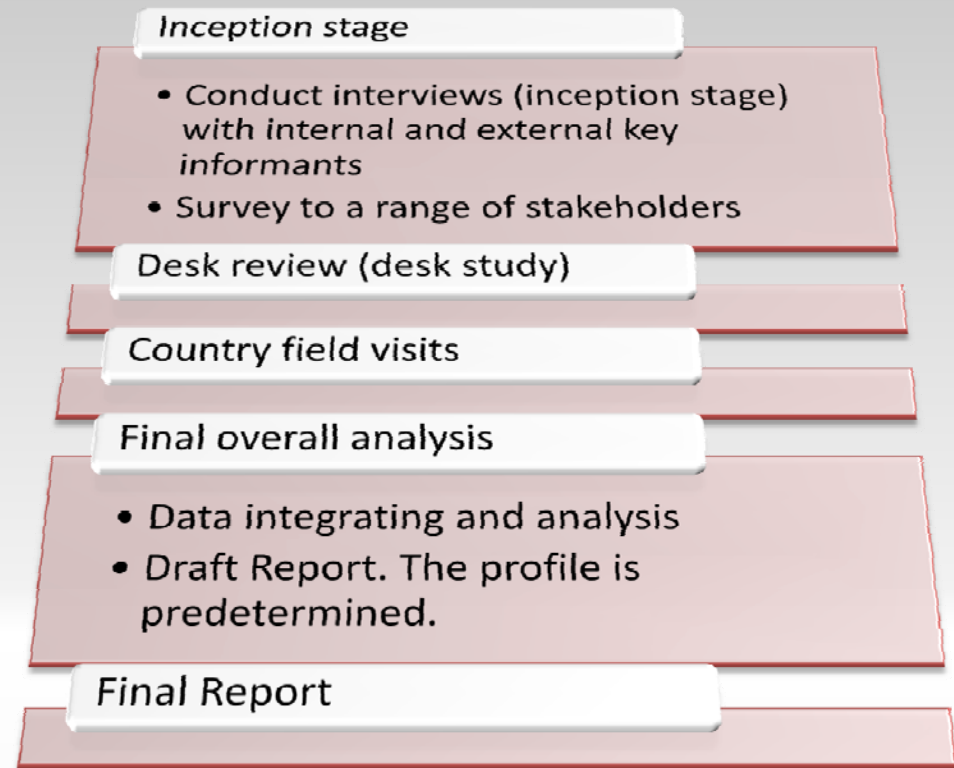 Inception stage
• Conduct interviews (inception stage)
with internal and external key
informants
• Survey to a range of stakeholders
Desk review (desk study)
Country field visits
Final overall analysis
• Data integrating and analysis
• Draft Report. The profile is
predetermined.
Final Report